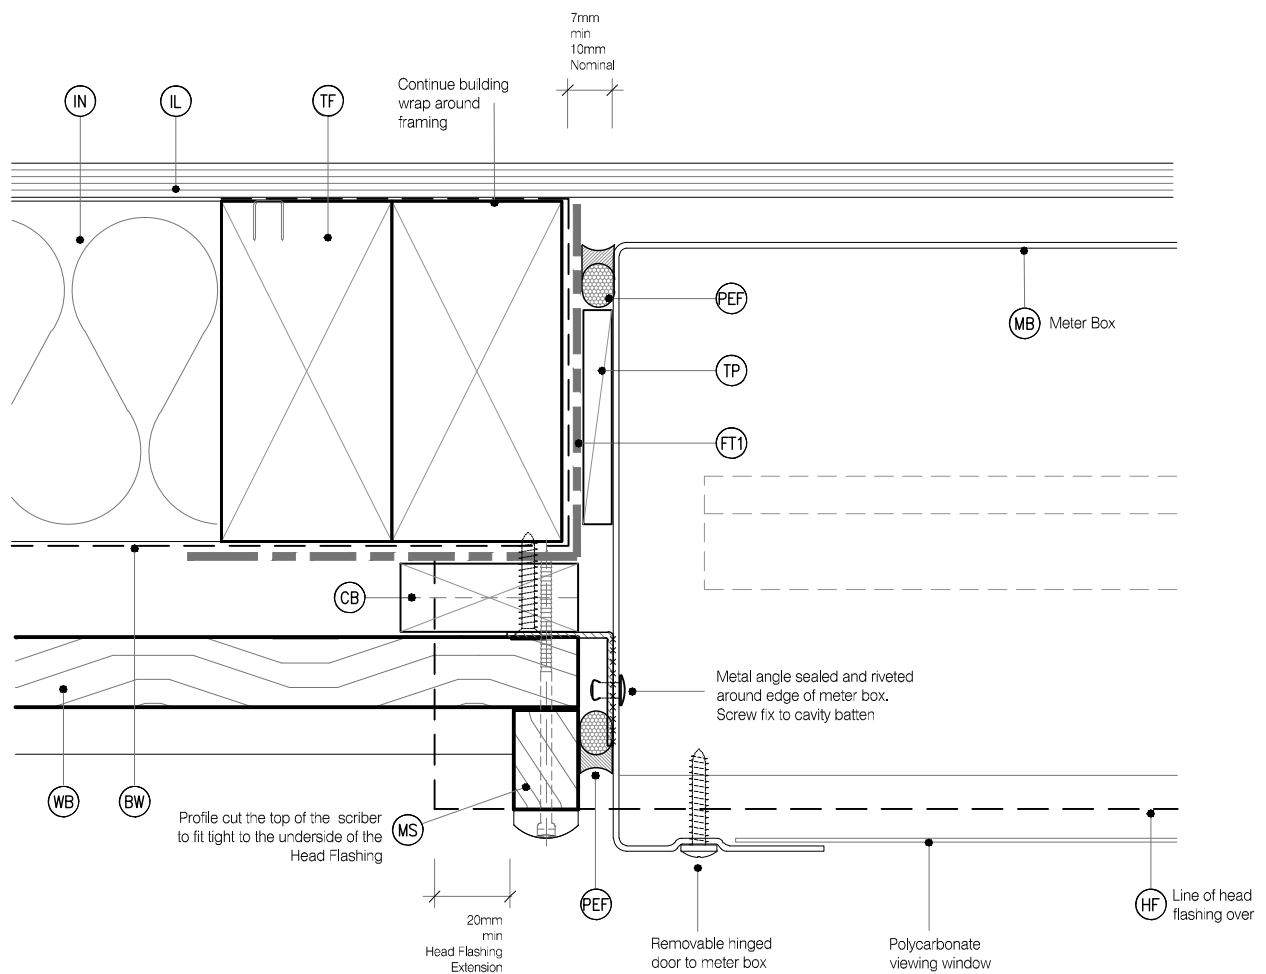 7mm
min
10mm
Nominal
IN
IL
TF
Continue building
wrap around
framing
PEF
MB
Meter Box
TP
FT1
CB
Metal angle sealed and riveted
around edge of meter box.
Screw fix to cavity batten
WB
BW
Profile cut the top of the scriber
to fit tight to the underside of the
Head Flashing
MS
PEF
HF
Line of head
flashing over
20mm
min
Head Flashing
Extension
Removable hinged
door to meter box
Polycarbonate
viewing window